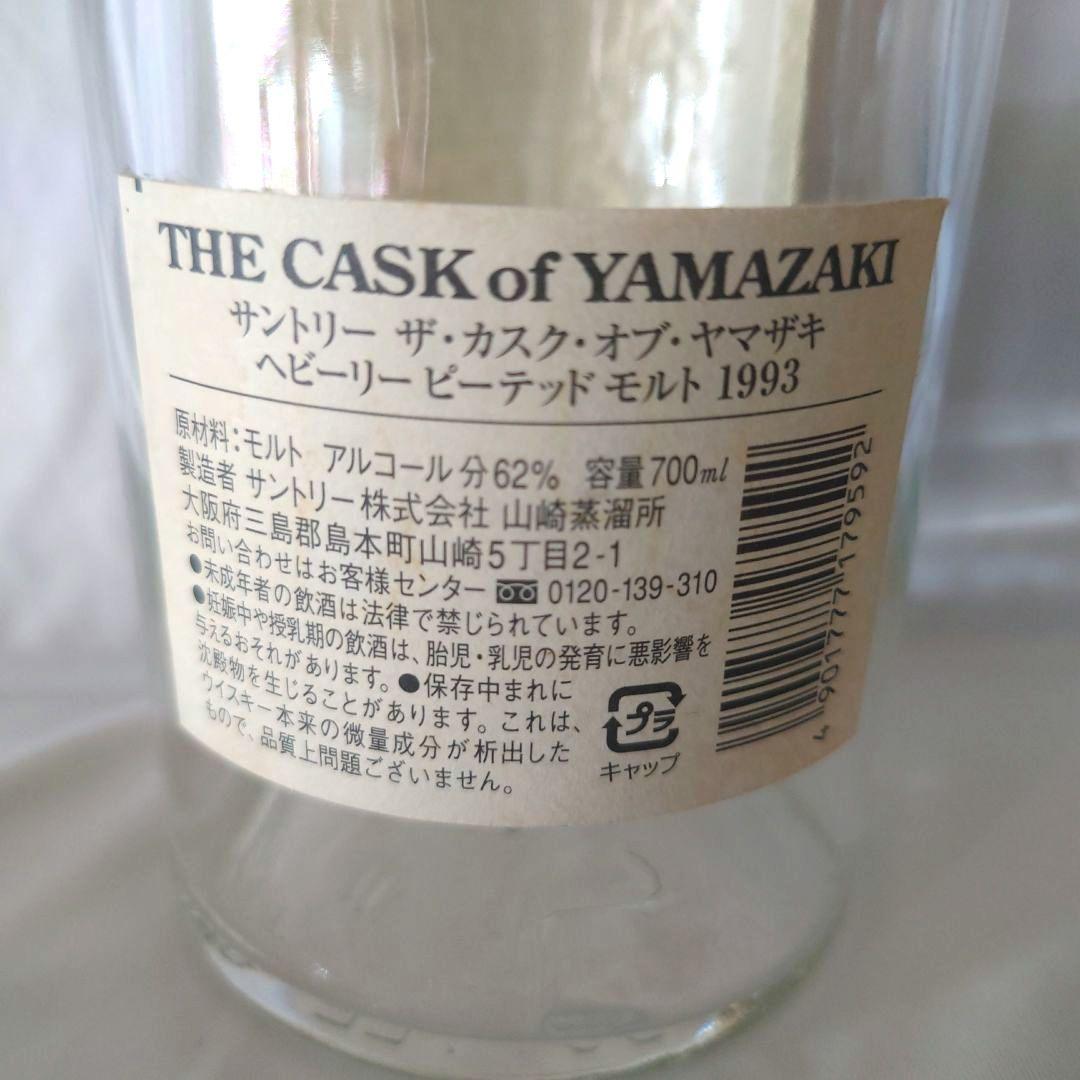 THE CASK of YAMAZAKI
サントリー ザ・カスク・オブ・ヤマザキ
ヘビーリー ピーテッド モルト 1993
原材料:モルト アルコール分62% 容量700ml
製造者 サントリー株式会社 山崎蒸溜所
大阪府三島郡島本町山崎5丁目2-1
お問い合わせはお客様センター 0120-139-310
●未成年者の飲酒は法律で禁じられています。
●妊娠中や授乳期の飲酒は、胎児・乳児の発育に悪影響を
与えるおそれがあります。●保存中まれに
沈殿物を生じることがあります。これは、
ウイスキー本来の微量成分が析出した
もので、品質上問題ございません。
プラ
キャップ
4 901777 179592